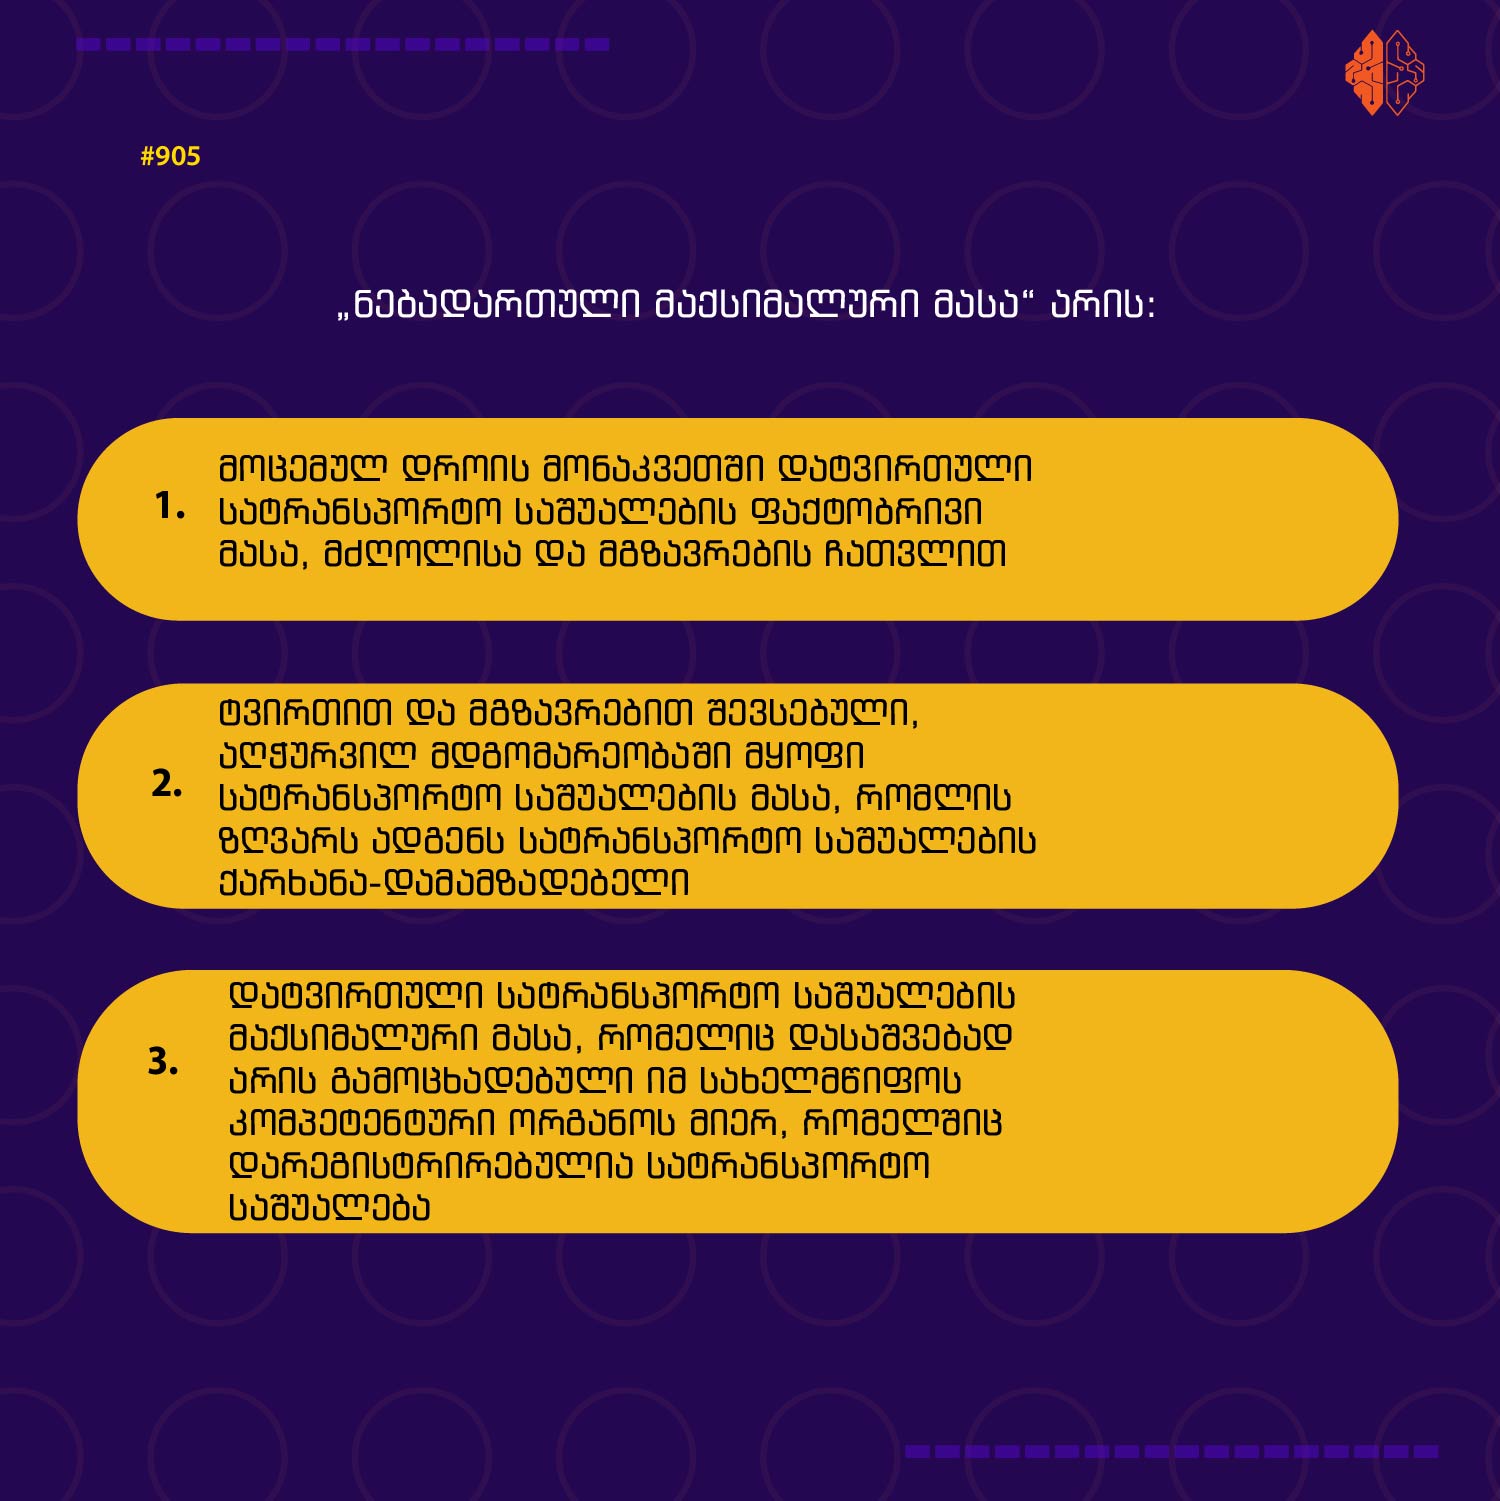 #905
„ნებადართული მაქსიმალური მასა“ არის:
1. მოცემულ დროის მონაკვეთში დატვირთული
სატრანსპორტო საშუალების ფაქტობრივი
მასა, მძღოლისა და მგზავრების ჩათვლით
2. ტვირთით და მგზავრებით შევსებული,
აღჭურვილ მდგომარეობაში მყოფი
სატრანსპორტო საშუალების მასა, რომლის
ზღვარს ადგენს სატრანსპორტო საშუალების
ქარხანა-დამამზადებელი
3. დატვირთული სატრანსპორტო საშუალების
მაქსიმალური მასა, რომელიც დასაშვებად
არის გამოცხადებული იმ სახელმწიფოს
კომპეტენტური ორგანოს მიერ, რომელშიც
დარეგისტრირებულია სატრანსპორტო
საშუალება